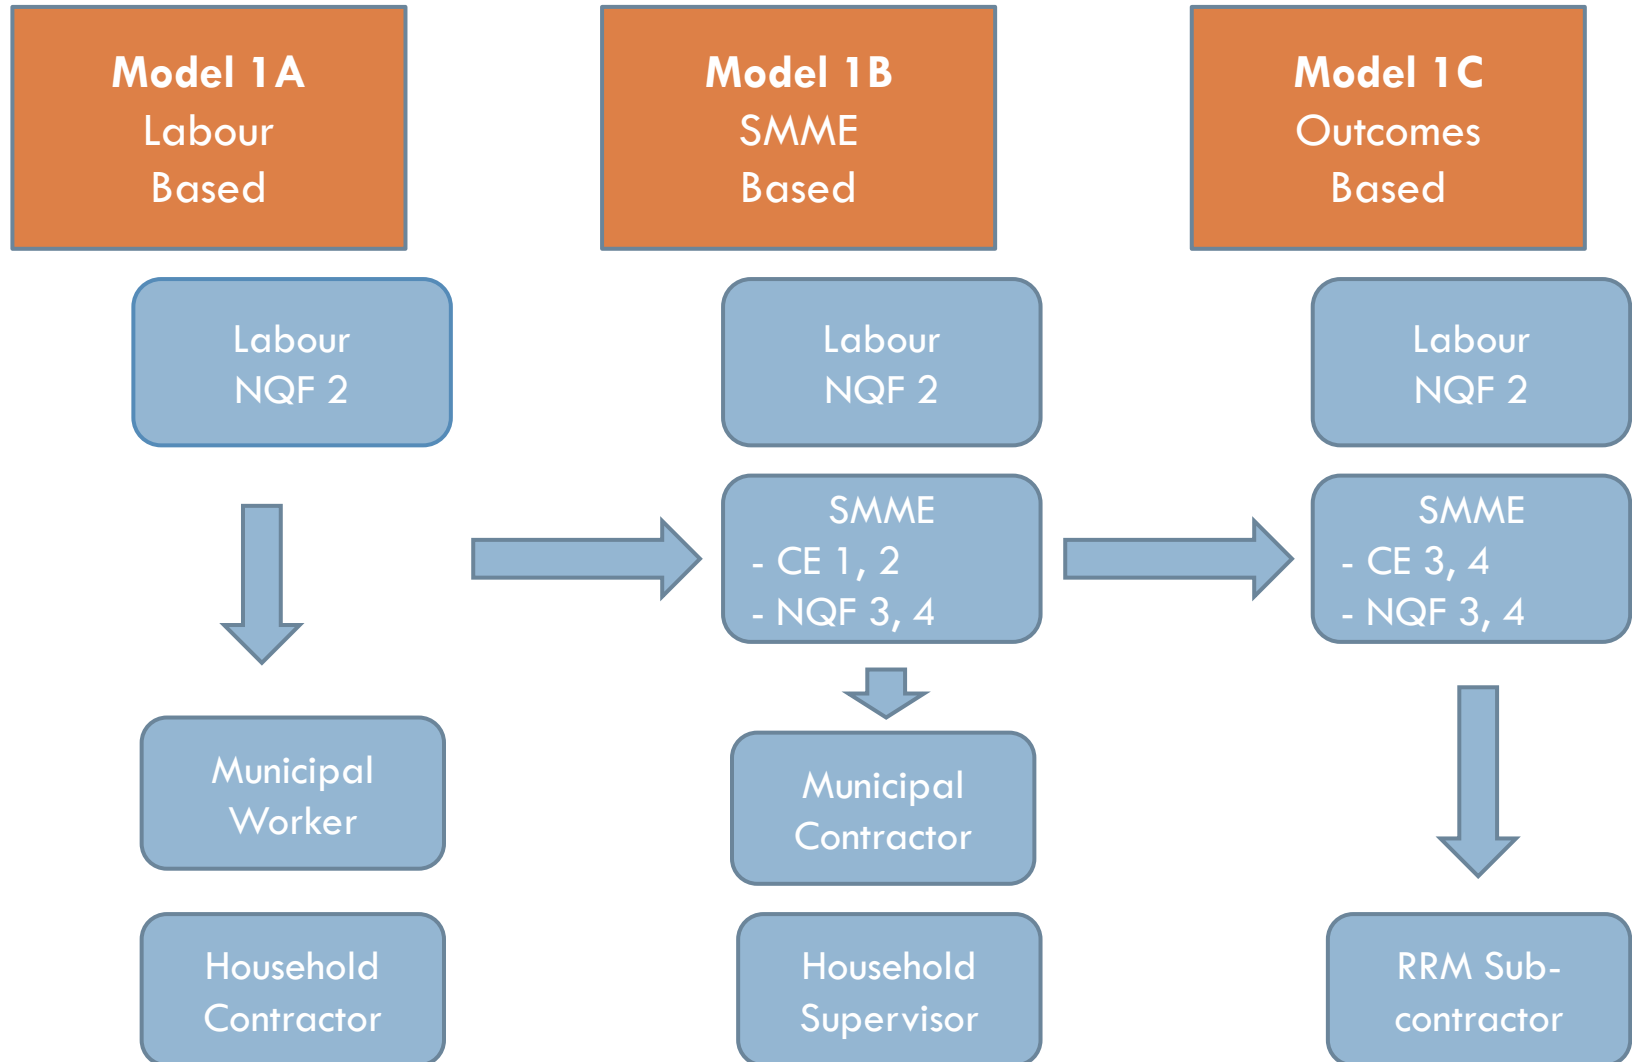 Model 1A
Labour
Based
Model 1B
SMME
Based
Model 1C
Outcomes
Based
Labour
NQF 2
Labour
NQF 2
Labour
NQF 2
SMME
- CE 1, 2
- NQF 3, 4
SMME
- CE 3, 4
- NQF 3, 4
Municipal
Worker
Municipal
Contractor
Household
Contractor
Household
Supervisor
RRM Sub-
contractor